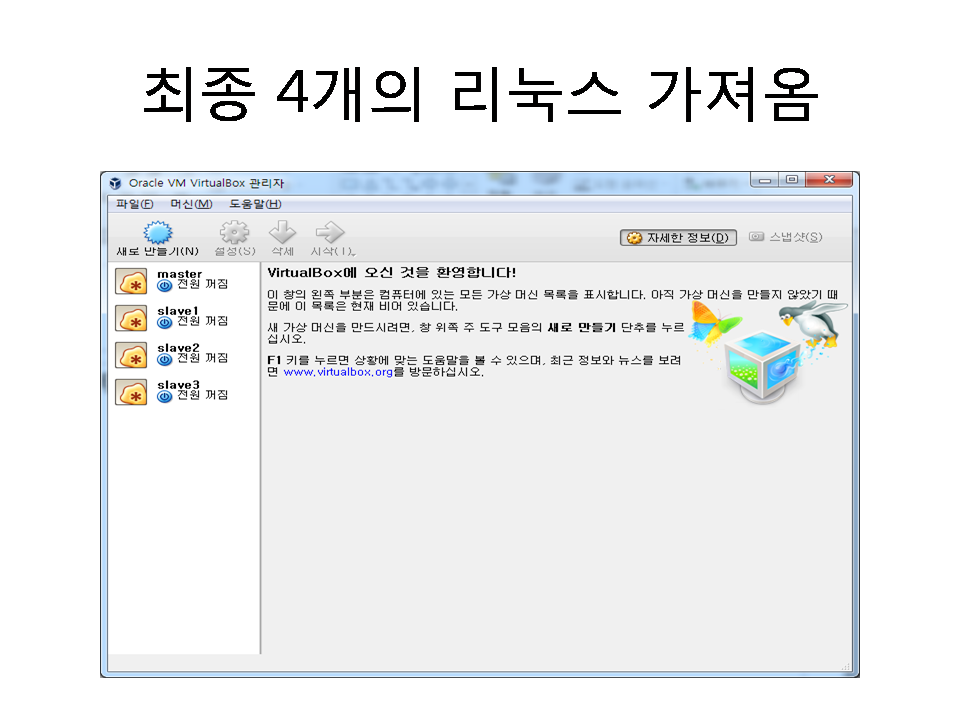 최종 4개의 리눅스 가져옴
Oracle VM VirtualBox 관리자
파일(F) 머신(M) 도움말(H)
새로 만들기(N) 설정(S) 삭제 시작(T) 자세한 정보(D) 스냅샷(S)
master
전원 꺼짐
slave1
전원 꺼짐
slave2
전원 꺼짐
slave3
전원 꺼짐
VirtualBox에 오신 것을 환영합니다!
이 창의 왼쪽 부분은 컴퓨터에 있는 모든 가상 머신 목록을 표시합니다. 아직 가상 머신을 만들지 않았기 때
문에 이 목록은 현재 비어 있습니다.
새 가상 머신을 만드시려면, 창 위쪽 주 도구 모음의 새로 만들기 단추를 누르
십시오.
F1 키를 누르면 상황에 맞는 도움말을 볼 수 있으며, 최근 정보와 뉴스를 보려
면 www.virtualbox.org를 방문하십시오.